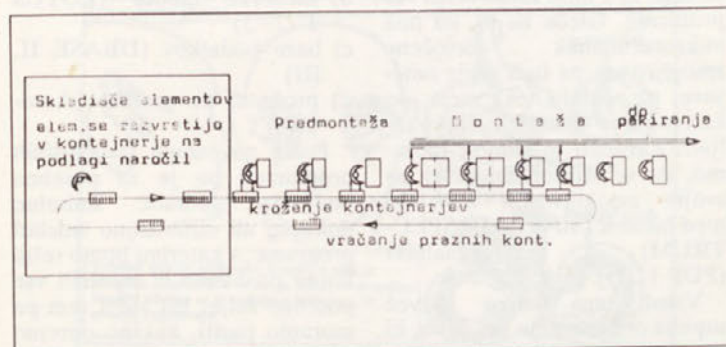 Skladišče elementov
elem.se razvrstijo
v kontejnerje na
podlagi naročil
Predmontaža
Montaža
do
pakiranja
kroženje kontejnerjev
vračanje praznih kont.